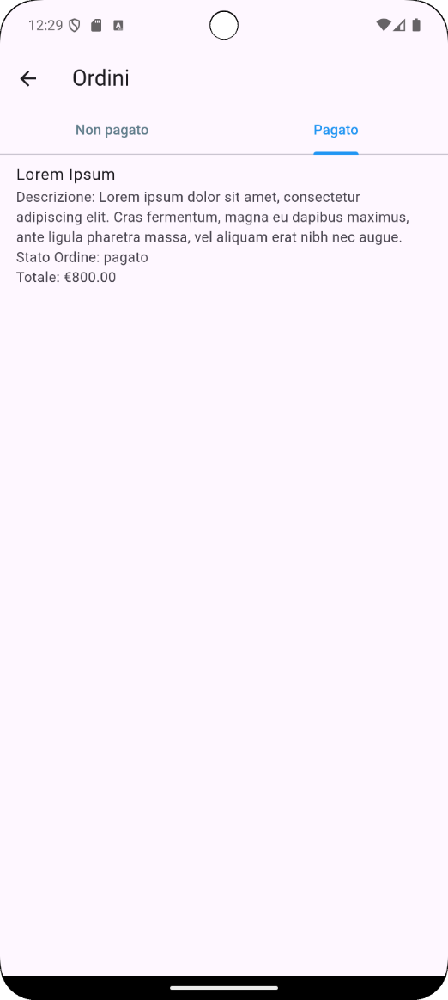 12:29
Ordini
Non pagato
Pagato
Lorem Ipsum
Descrizione: Lorem ipsum dolor sit amet, consectetur
adipiscing elit. Cras fermentum, magna eu dapibus maximus,
ante ligula pharetra massa, vel aliquam erat nibh nec augue.
Stato Ordine: pagato
Totale: €800.00